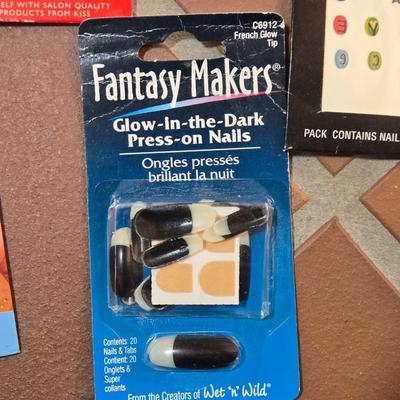 ELF WITH SALON QUALITY
PRODUCTS FROM KISS
C6912
French Glow
Tip
Fantasy Makers®
Glow-in-the-Dark
Press-on Nails
Ongles pressés
brillant la nuit
PACK CONTAINS NAIL
Contents: 20
Nails & Tabs
Contient: 20
Onglets &
Super
collants
From the Creators of Wet 'n' Wild®